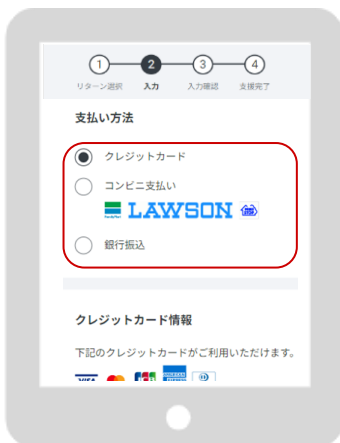 1 2 3 4
リターン選択 入力 入力確認 支援完了
支払い方法
クレジットカード
コンビニ支払い
FamilyMart LAWSON
銀行振込
クレジットカード情報
下記のクレジットカードがご利用いただけます。
VISA JCB AMERICAN EXPRESS